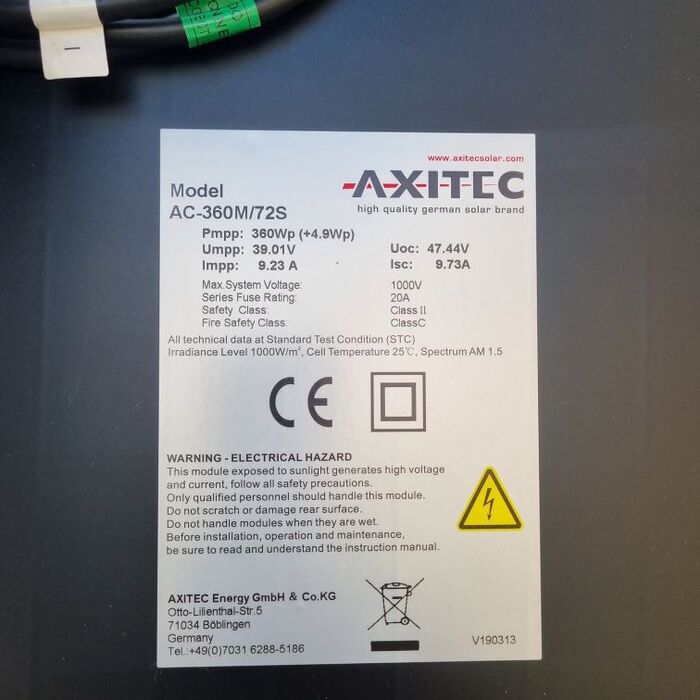 DO
CONNE
www.axitecsolar.com
AXITEC
high quality german solar brand
Model
AC-360M/72S
Pmpp: 360Wp (+4.9Wp)
Umpp: 39.01V Uoc: 47.44V
Impp: 9.23 A Isc: 9.73A
Max.System Voltage: 1000V
Series Fuse Rating: 20A
Safety Class: Class II
Fire Safety Class: ClassC
All technical data at Standard Test Condition (STC)
Irradiance Level 1000W/m², Cell Temperature 25℃, Spectrum AM 1.5
CE
WARNING - ELECTRICAL HAZARD
This module exposed to sunlight generates high voltage
and current, follow all safety precautions.
Only qualified personnel should handle this module.
Do not scratch or damage rear surface.
Do not handle modules when they are wet.
Before installation, operation and maintenance,
be sure to read and understand the instruction manual.
AXITEC Energy GmbH & Co.KG
Otto-Lilienthal-Str.5
71034 Böblingen
Germany
Tel.:+49(0)7031 6288-5186
V190313